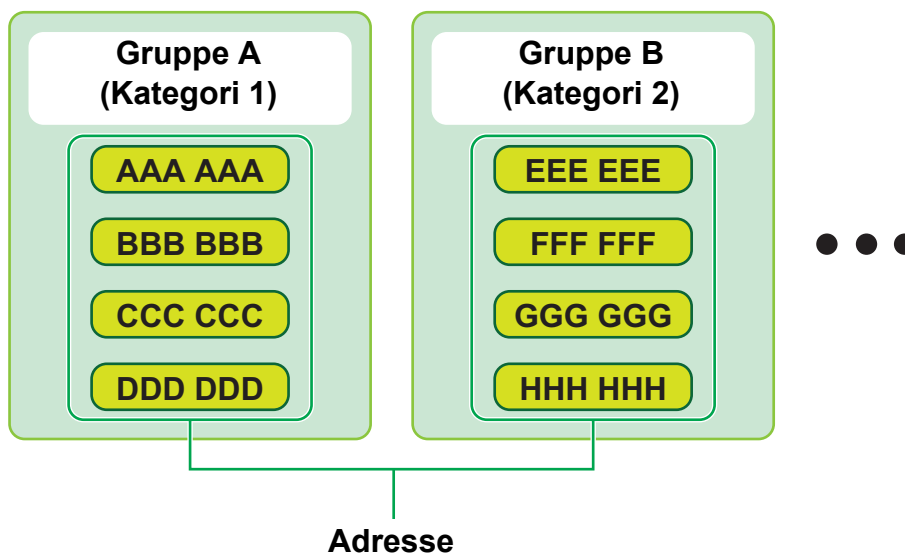 Gruppe A
(Kategori 1)
AAA AAA
BBB BBB
CCC CCC
DDD DDD
Gruppe B
(Kategori 2)
EEE EEE
FFF FFF
GGG GGG
HHH HHH
Adresse